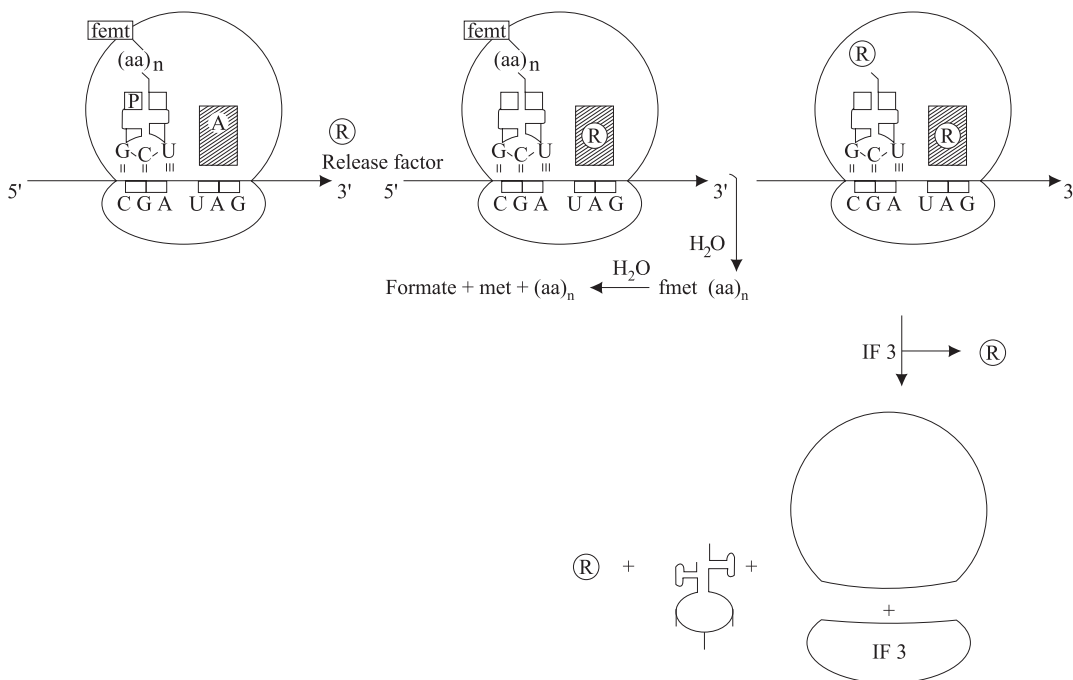 femt
(aa)n
P
A
G C U
5'
3'
C G A U A G
R
Release factor
femt
(aa)n
R
G C U
5'
3'
C G A U A G
R
R
G C U
3
C G A U A G
H2O
H2O
Formate + met + (aa)n
fmet (aa)n
IF 3
R
R + +
+
IF 3